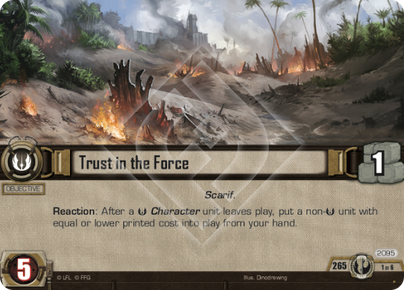 Trust in the Force
1
OBJECTIVE
Scarif.
Reaction: After a Character unit leaves play, put a non- unit with
equal or lower printed cost into play from your hand.
5
© LFL © FFG
Illus. Dinodrawing
265
2095
1 of 6